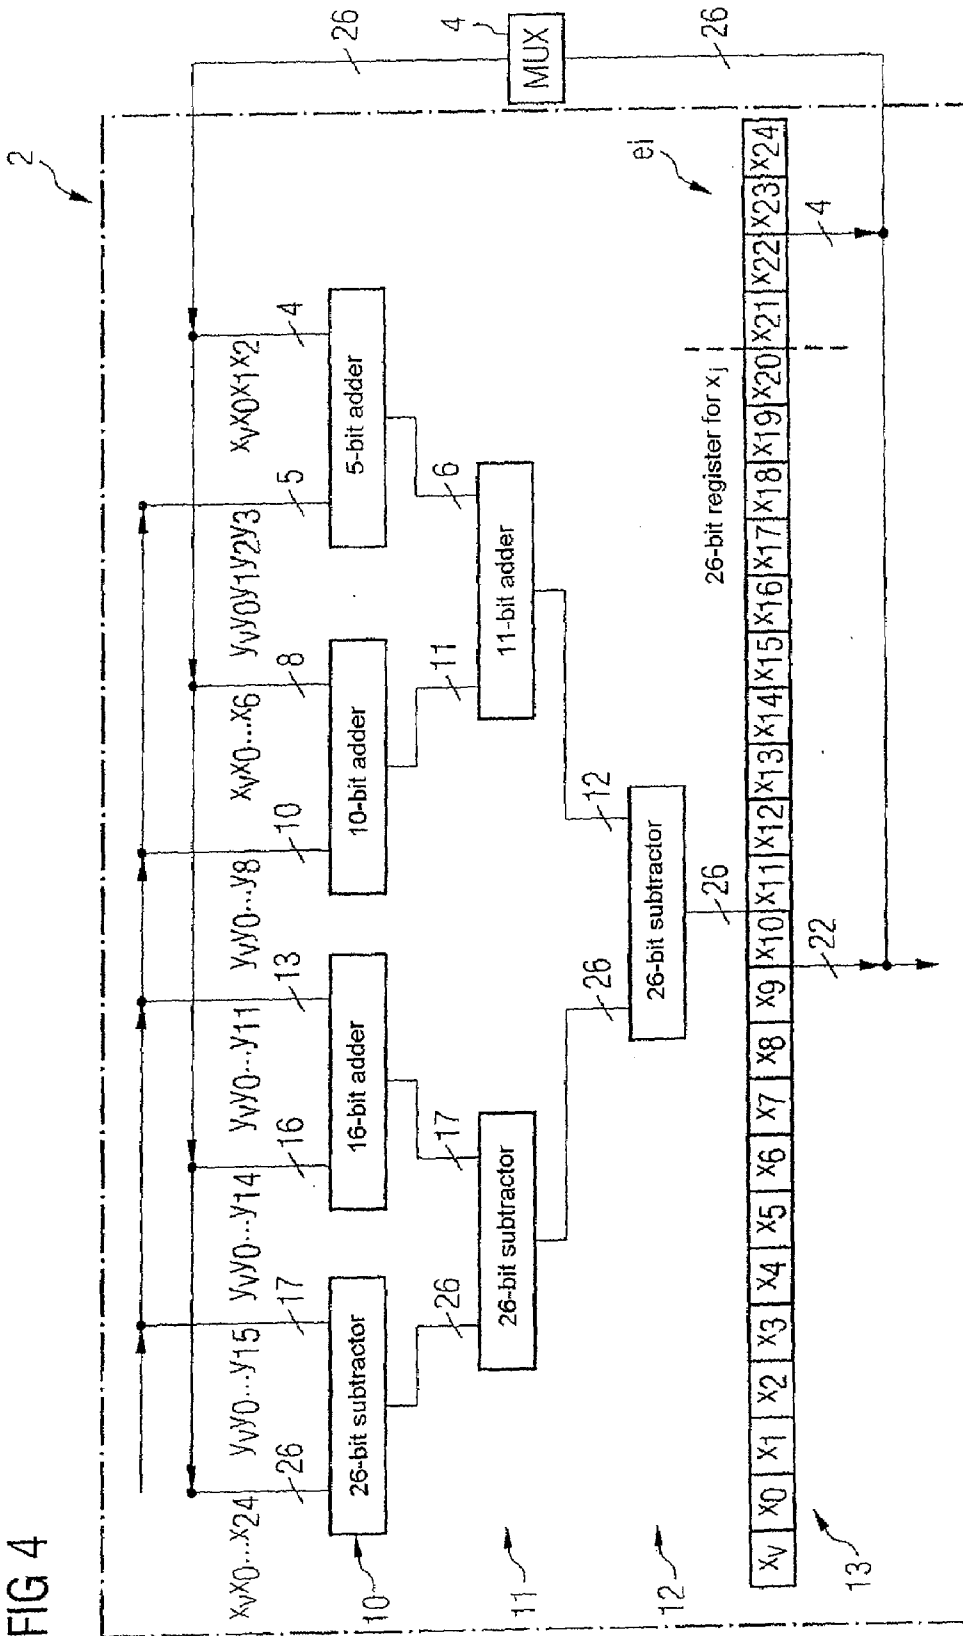 FIG 4
2
26
4
MUX
26
XVX0...X24
26
YVY0...Y15
17
YVY0...Y14
16
YVY0...Y11
13
YVY0...Y8
10
XVX0...X6
8
YVY0Y1Y2Y3
5
XVX0X1X2
4
10
26-bit subtractor
16-bit adder
10-bit adder
5-bit adder
26
17
11
6
11
26-bit subtractor
11-bit adder
26
12
12
26-bit subtractor
26
26-bit register for xj
ei
XV X0 X1 X2 X3 X4 X5 X6 X7 X8 X9 X10 X11 X12 X13 X14 X15 X16 X17 X18 X19 X20 X21 X22 X23 X24
13
22
4